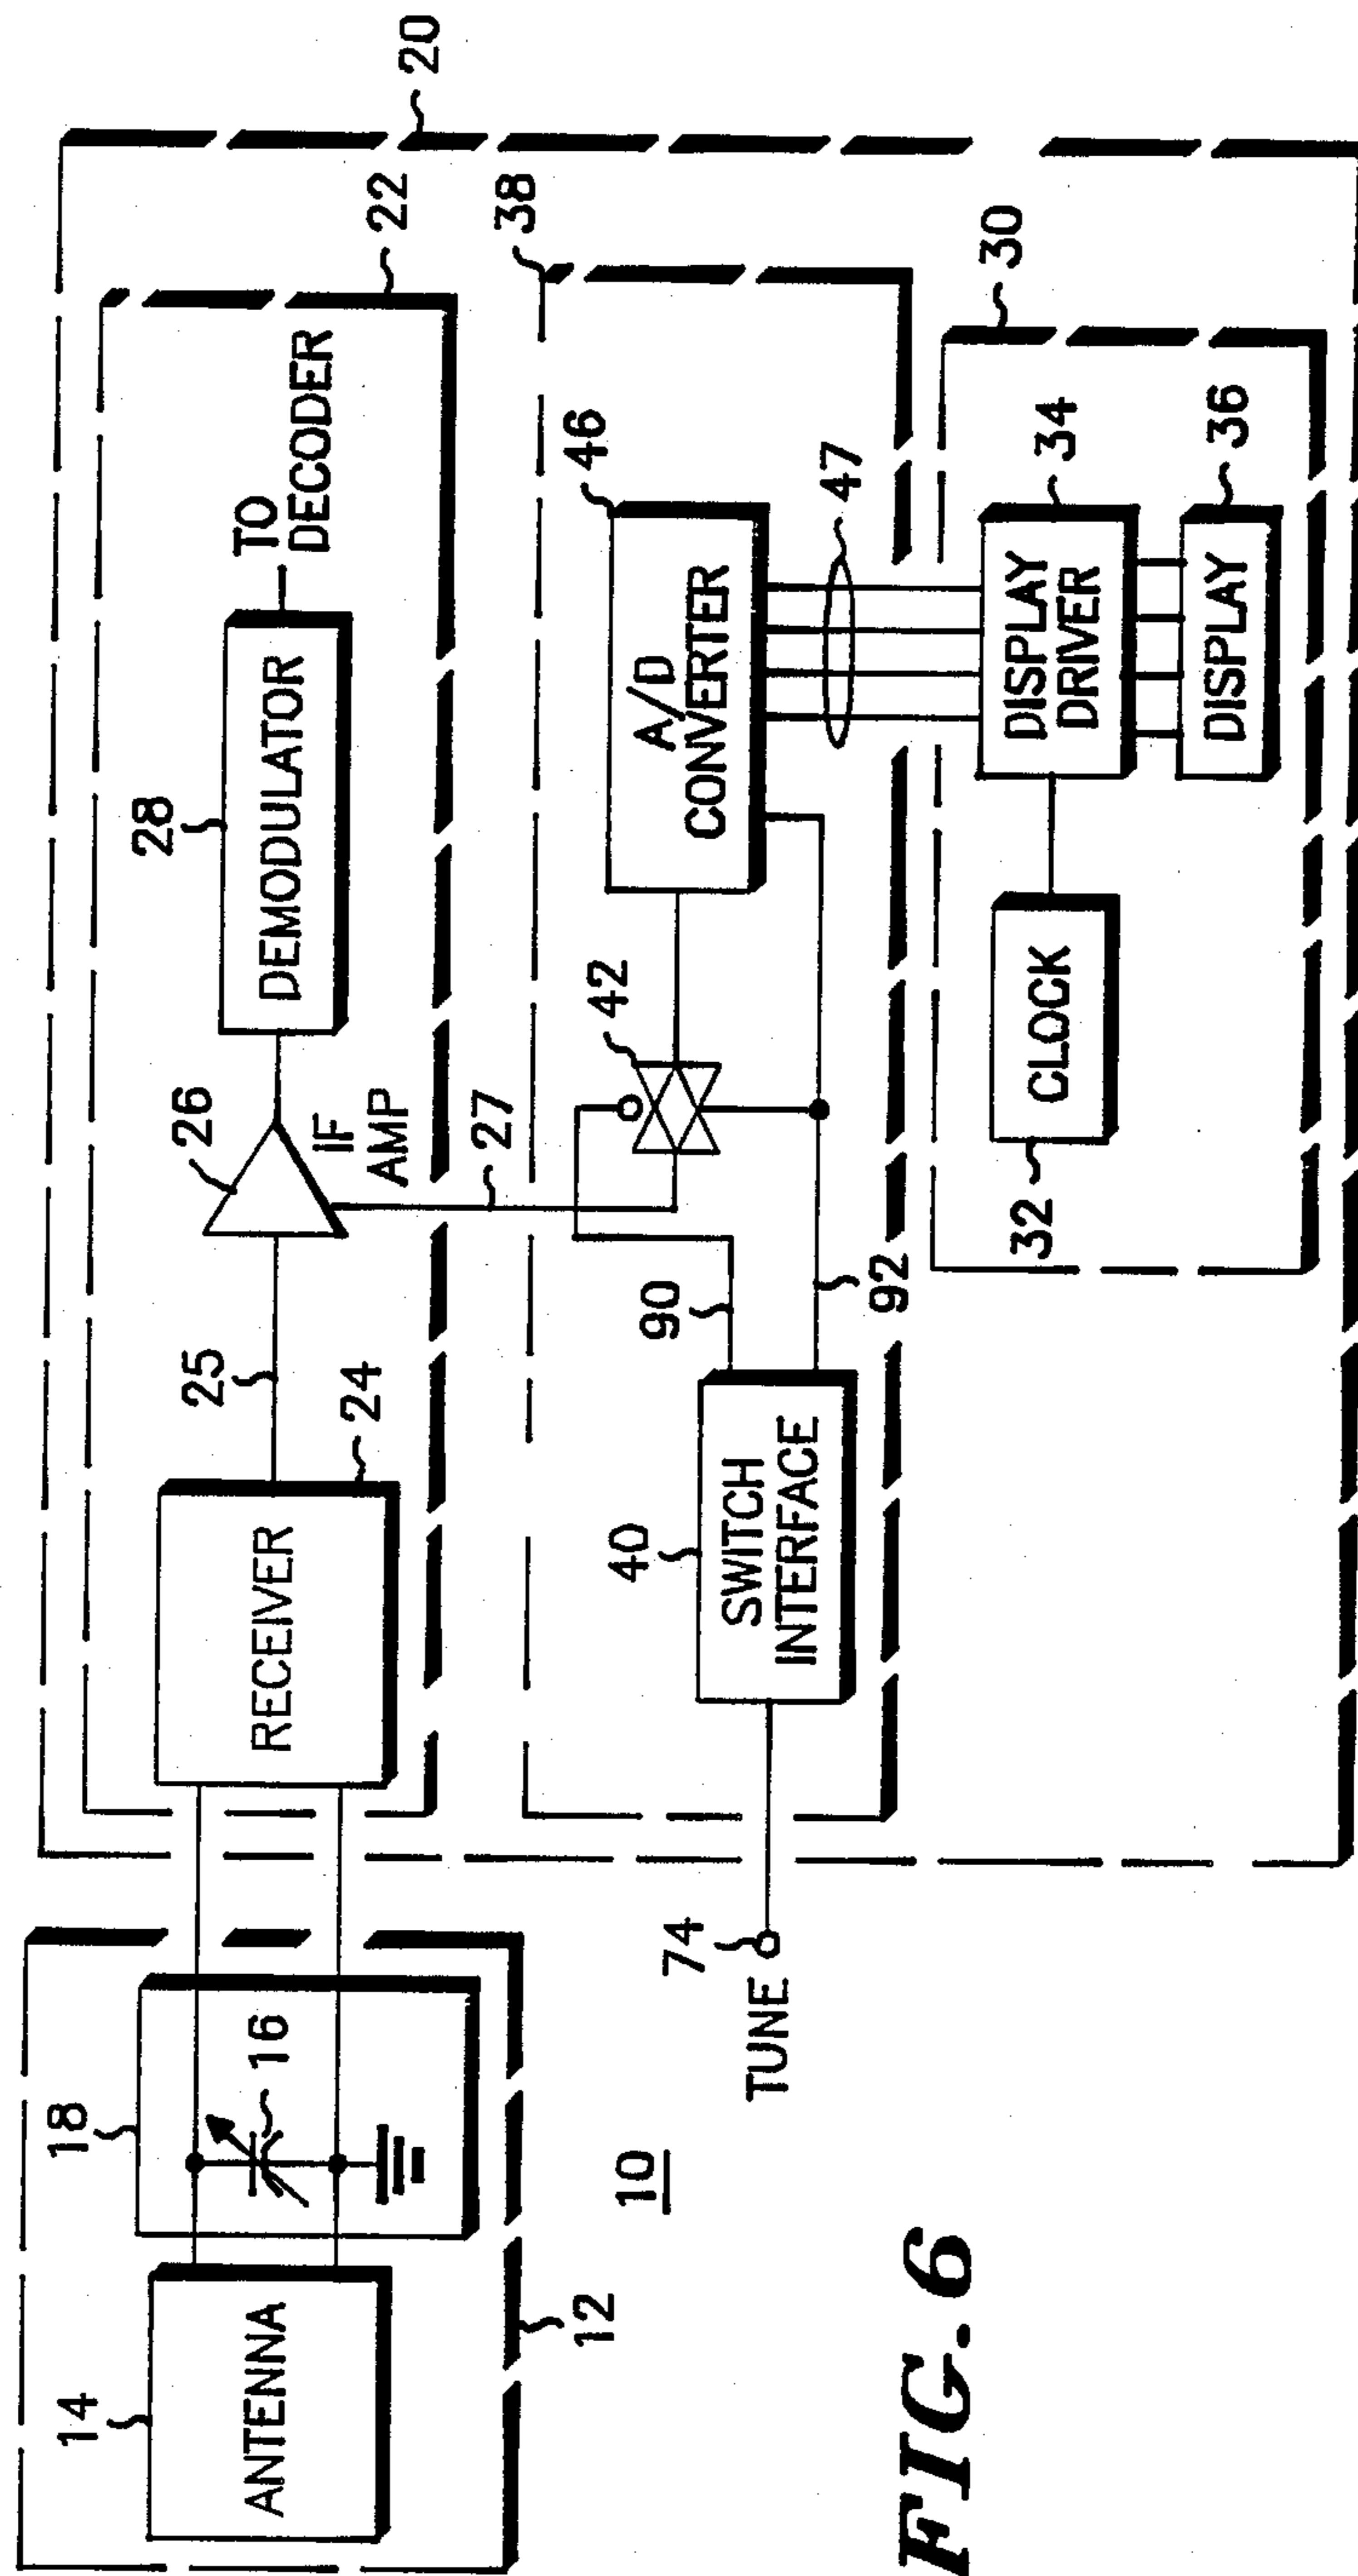 20
22
28
DEMODULATOR
TO
DECODER
26
IF
AMP
25
24
RECEIVER
27
38
46
A/D
CONVERTER
42
47
90
92
40
SWITCH
INTERFACE
74
TUNE
30
34
DISPLAY
DRIVER
36
DISPLAY
CLOCK
32
18
16
14
ANTENNA
12
10
FIG. 6